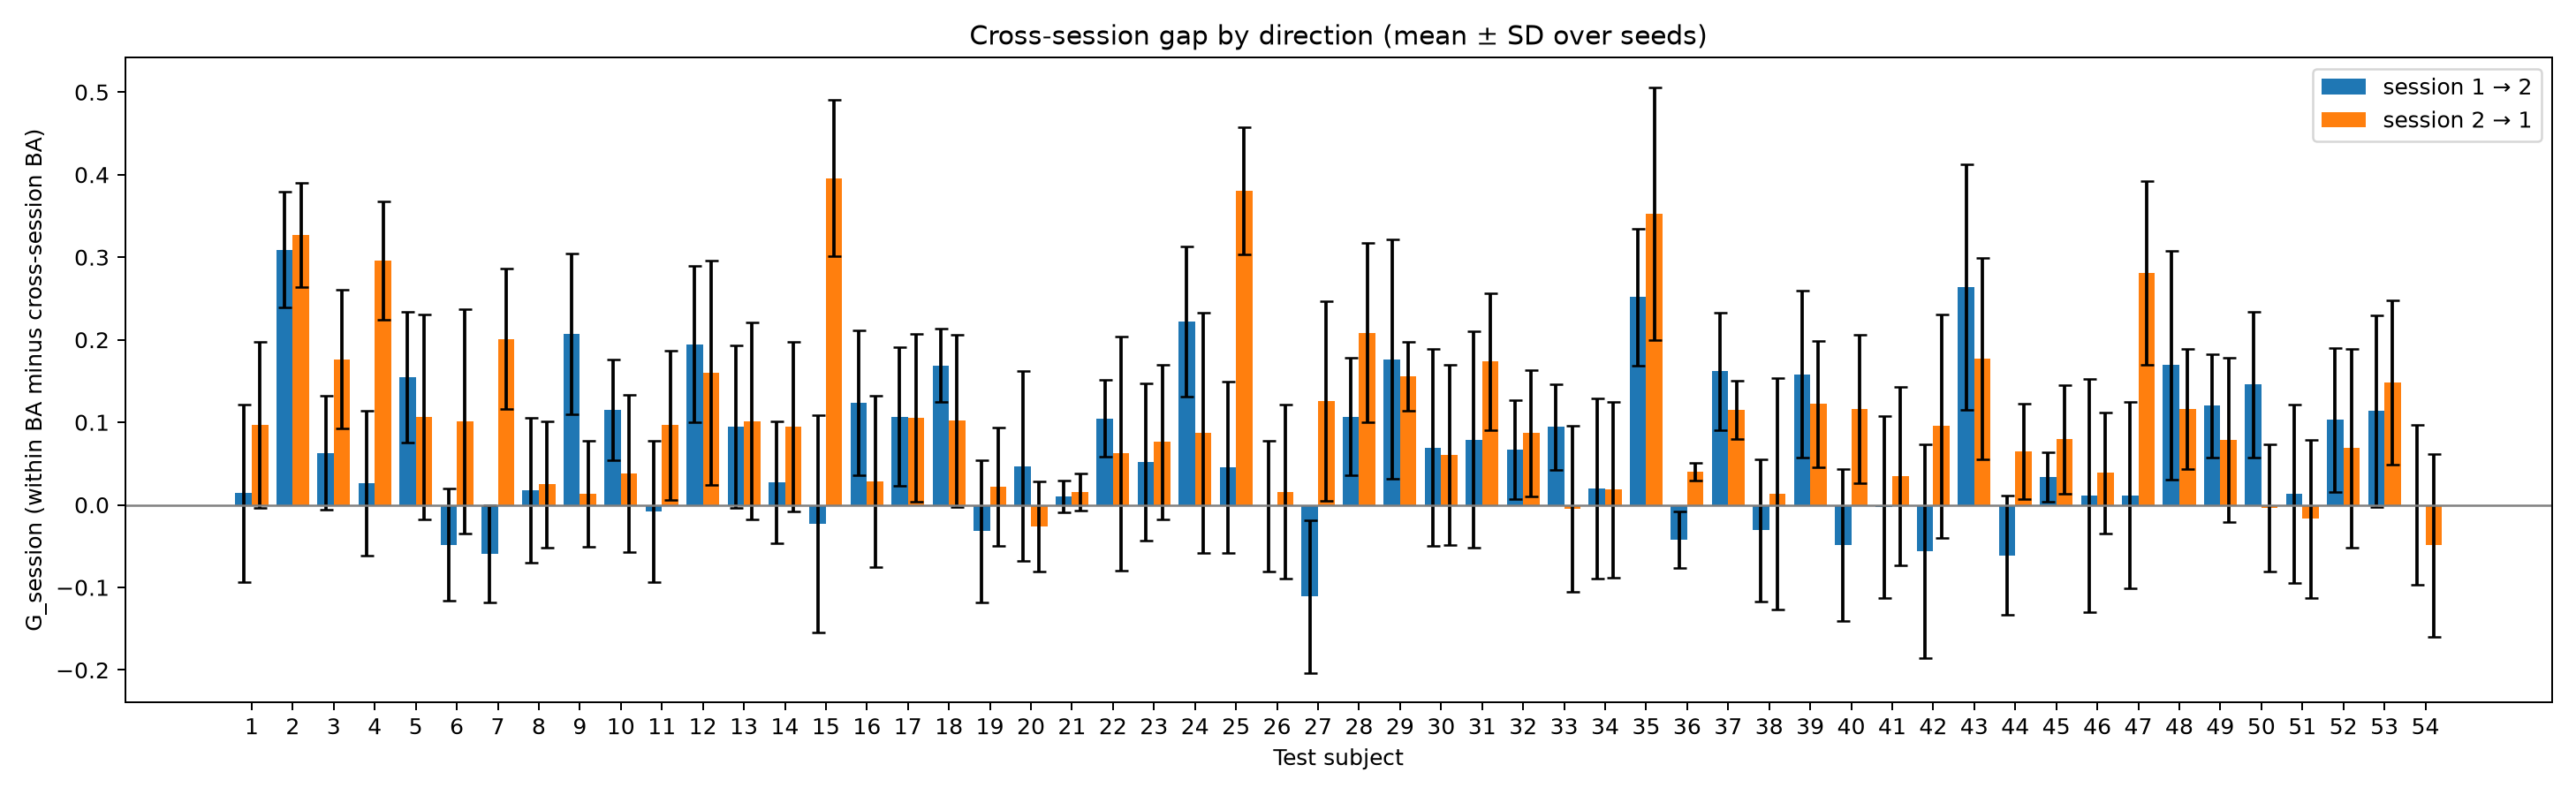 Cross-session gap by direction (mean ± SD over seeds)
session 1 → 2
session 2 → 1
G_session (within BA minus cross-session BA)
0.5
0.4
0.3
0.2
0.1
0.0
−0.1
−0.2
1 2 3 4 5 6 7 8 9 10 11 12 13 14 15 16 17 18 19 20 21 22 23 24 25 26 27 28 29 30 31 32 33 34 35 36 37 38 39 40 41 42 43 44 45 46 47 48 49 50 51 52 53 54
Test subject